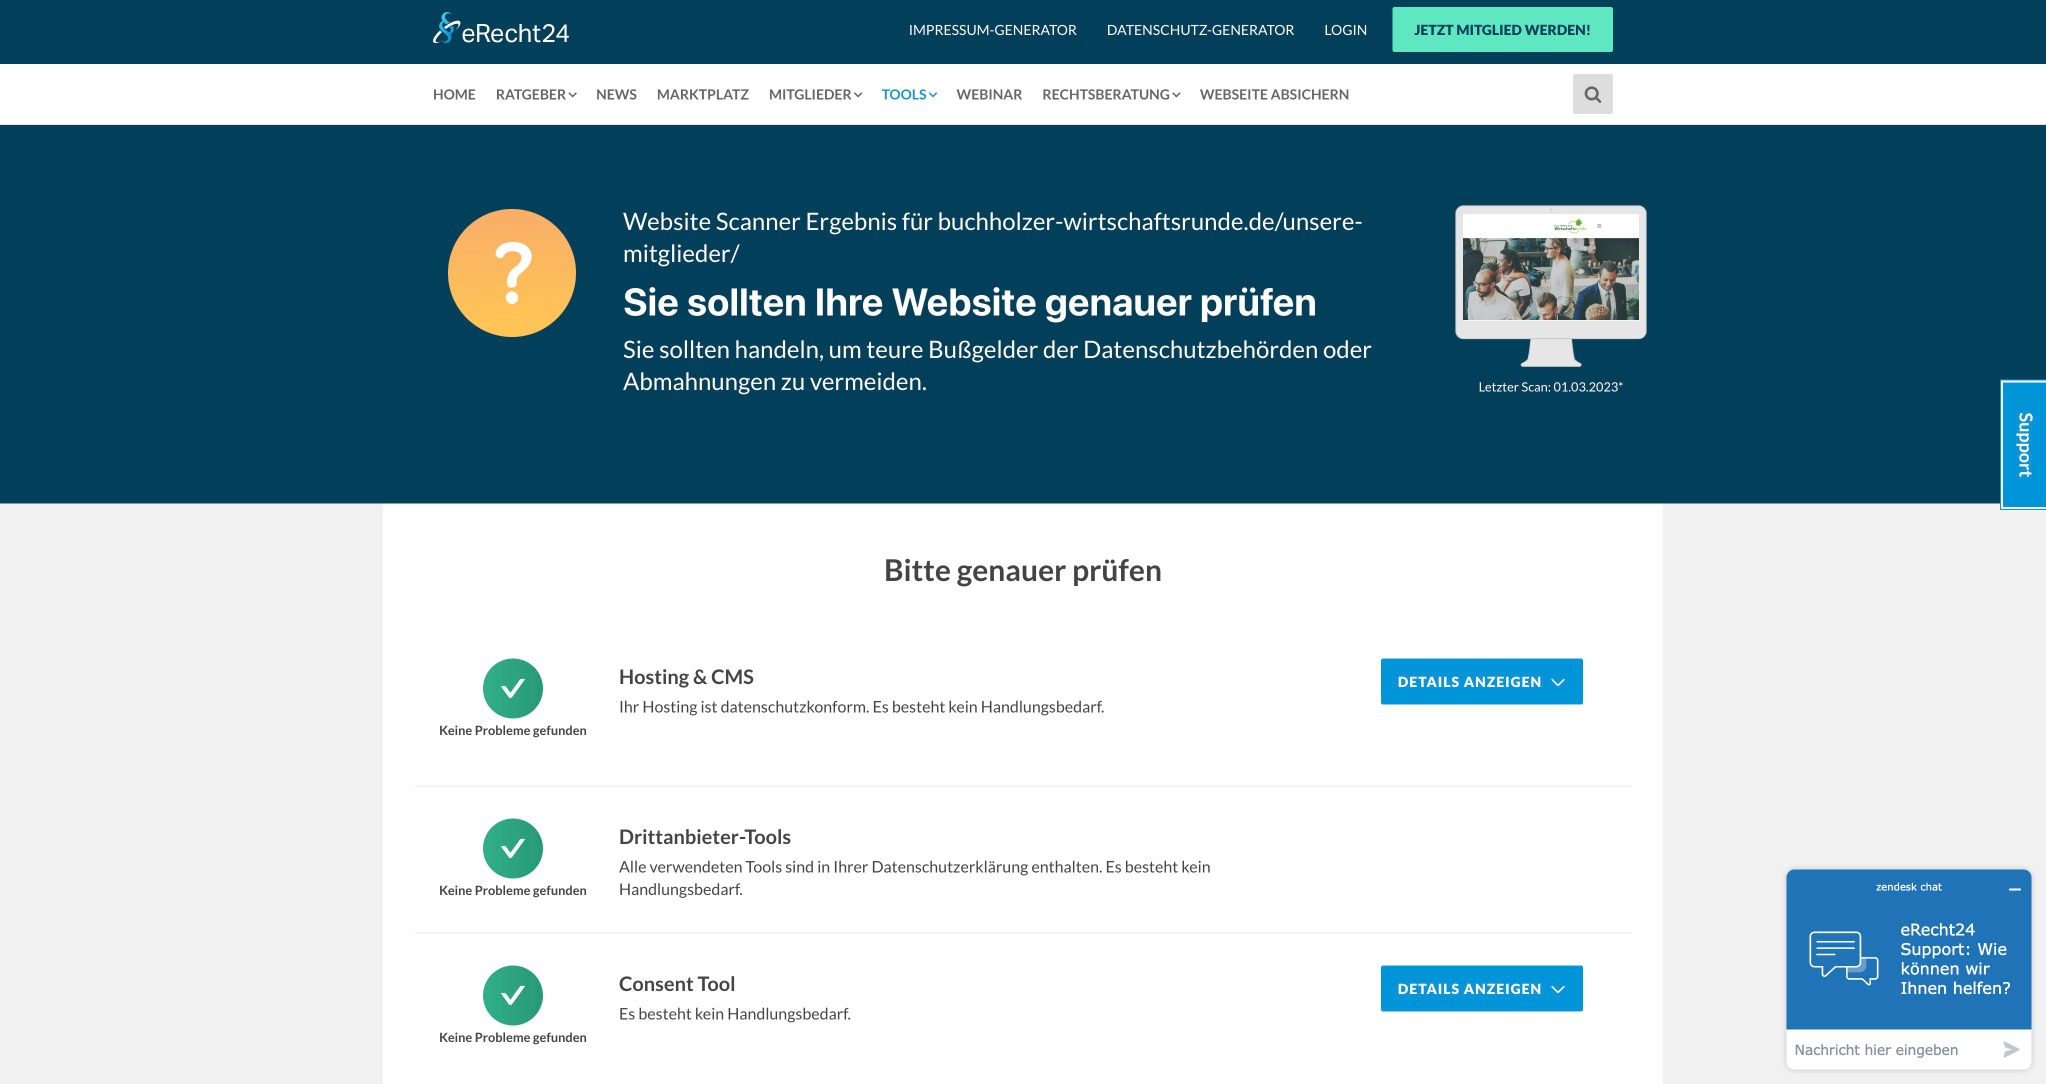 eRecht24
IMPRESSUM-GENERATOR
DATENSCHUTZ-GENERATOR
LOGIN
JETZT MITGLIED WERDEN!
HOME
RATGEBER
NEWS
MARKTPLATZ
MITGLIEDER
TOOLS
WEBINAR
RECHTSBERATUNG
WEBSEITE ABSICHERN
?
Website Scanner Ergebnis für buchholzer-wirtschaftsrunde.de/unsere-
mitglieder/
Sie sollten Ihre Website genauer prüfen
Sie sollten handeln, um teure Bußgelder der Datenschutzbehörden oder
Abmahnungen zu vermeiden.
Letzter Scan: 01.03.2023*
Support
Bitte genauer prüfen
Hosting & CMS
Ihr Hosting ist datenschutzkonform. Es besteht kein Handlungsbedarf.
Keine Probleme gefunden
DETAILS ANZEIGEN
Drittanbieter-Tools
Alle verwendeten Tools sind in Ihrer Datenschutzerklärung enthalten. Es besteht kein
Handlungsbedarf.
Keine Probleme gefunden
Consent Tool
Es besteht kein Handlungsbedarf.
Keine Probleme gefunden
DETAILS ANZEIGEN
zendesk chat
eRecht24
Support: Wie
können wir
Ihnen helfen?
Nachricht hier eingeben